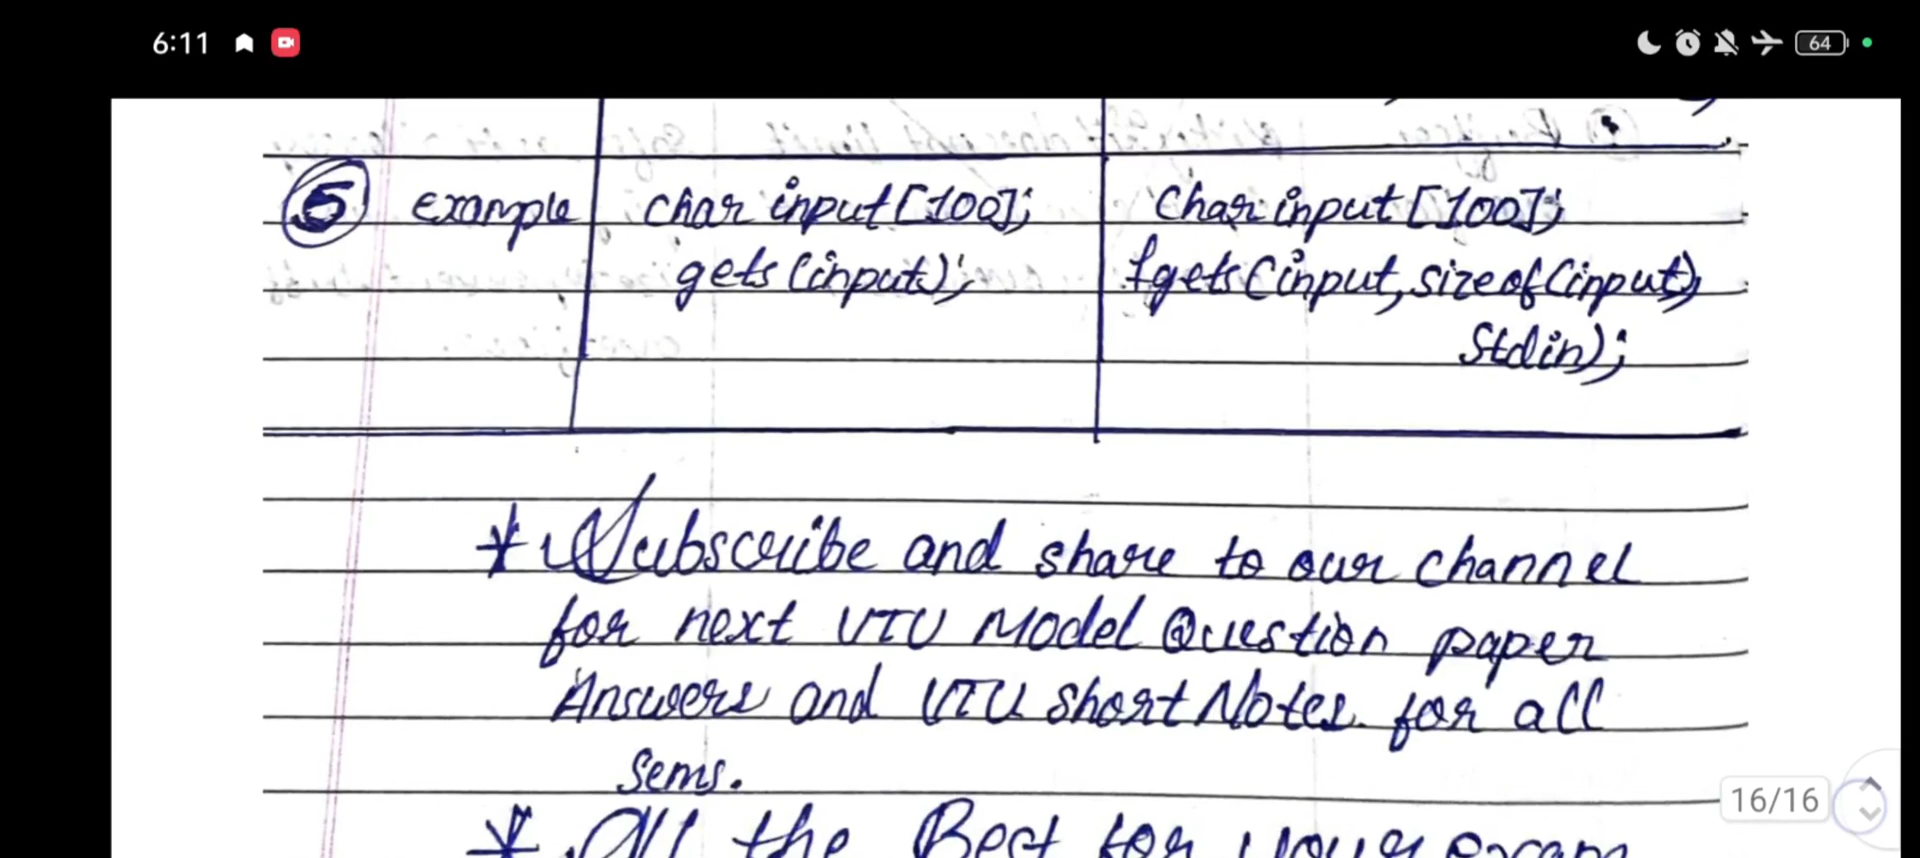 6:11
64
5 example char input[100]; Char input[100];
gets(input); fgets(input, sizeof(input),
Stdin);
* Subscribe and share to our channel
for next VTU Model Question paper
Answers and VTU short Notes. for all
sems.
* All the Best for your exam
16/16